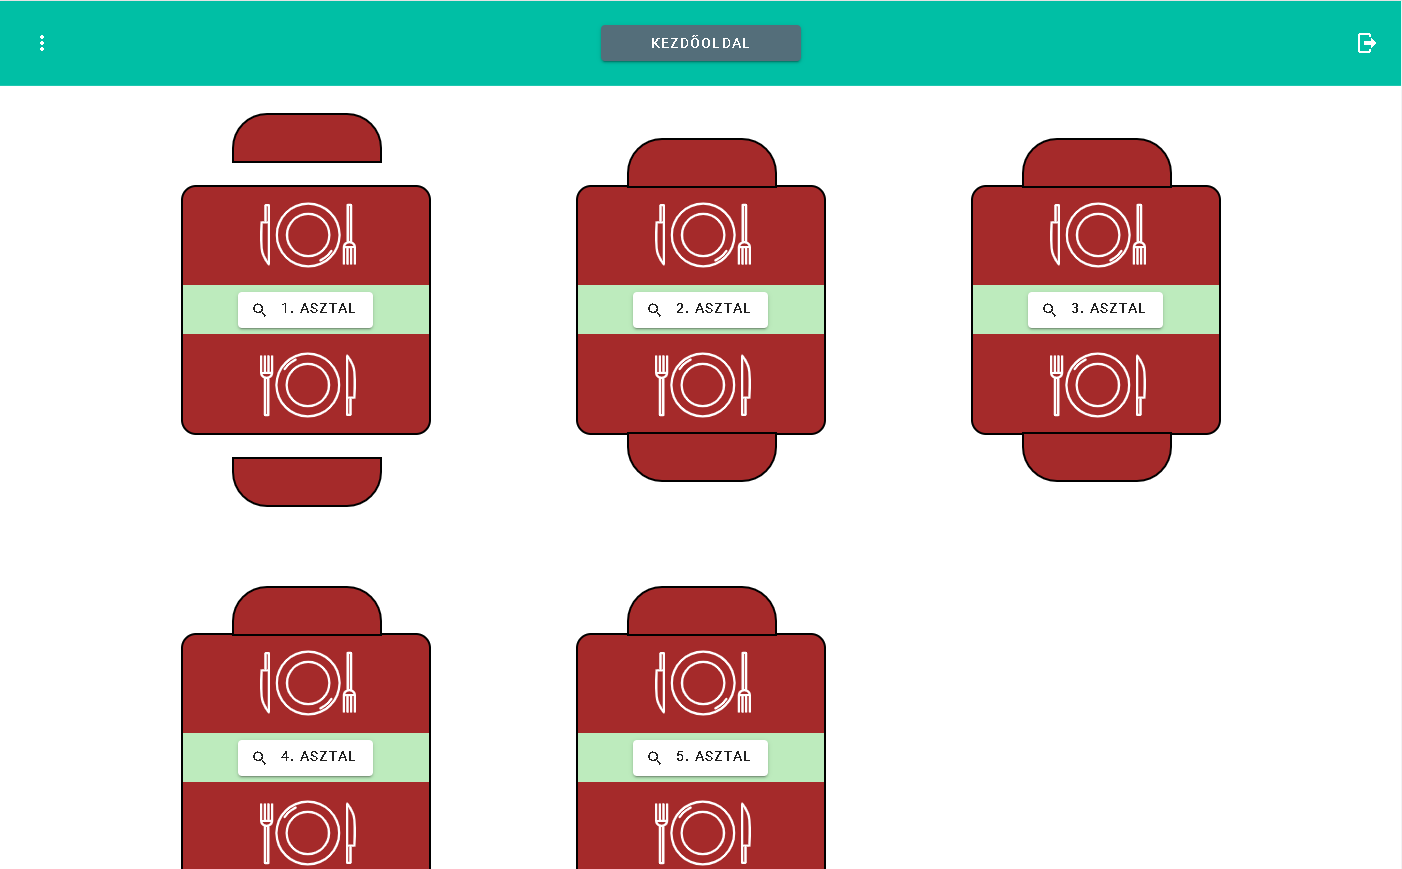 KEZDŐOLDAL
1. ASZTAL
2. ASZTAL
3. ASZTAL
4. ASZTAL
5. ASZTAL